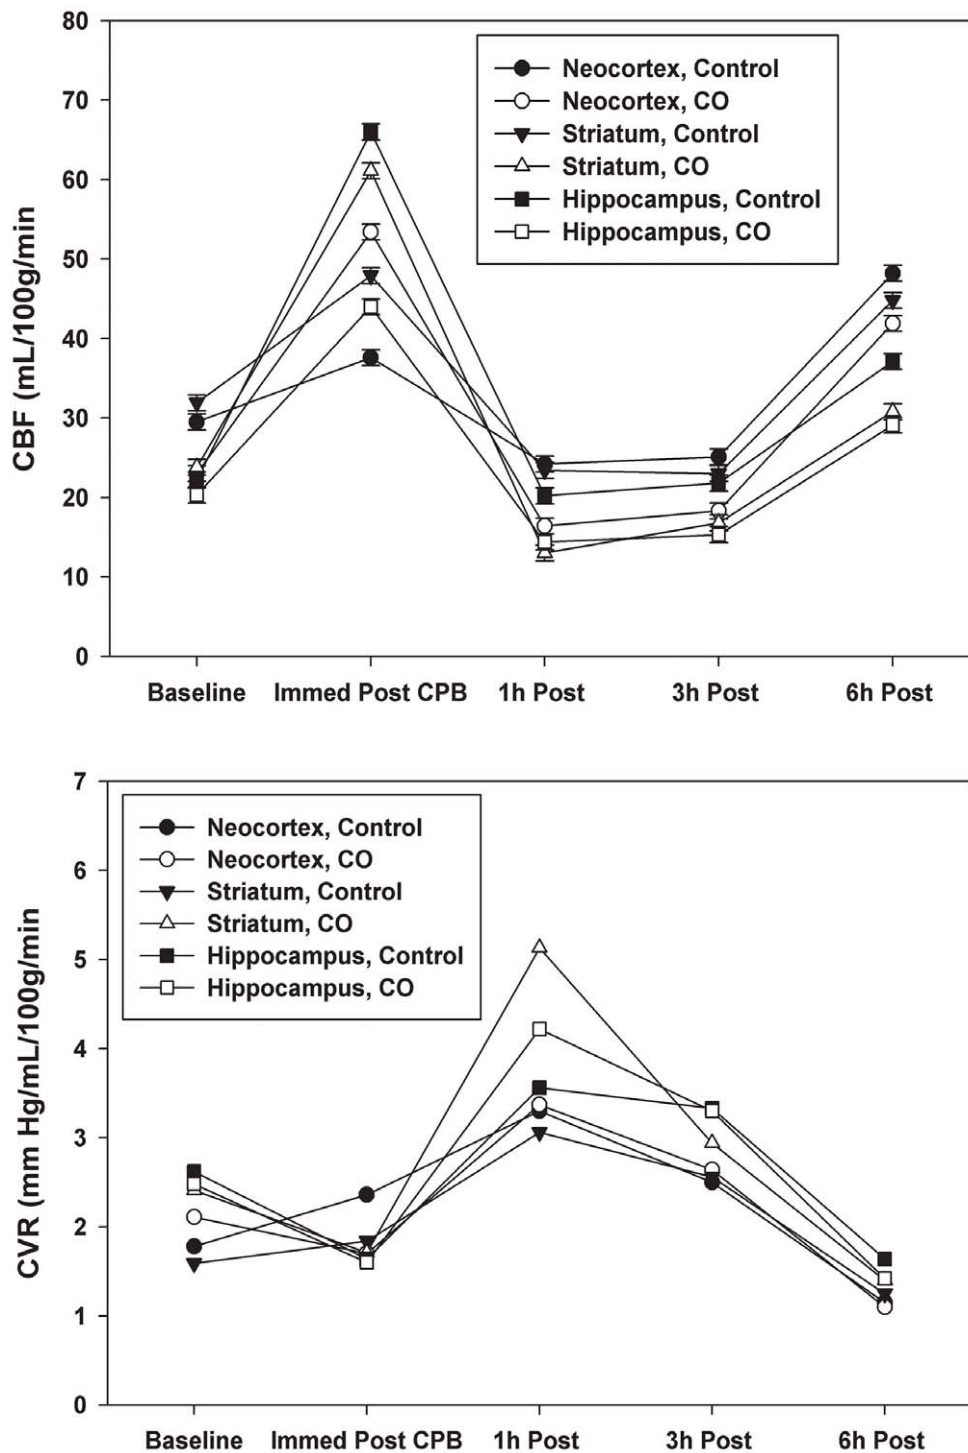 80
70
60
50
40
30
20
10
0
CBF (mL/100g/min
Neocortex, Control
Neocortex, CO
Striatum, Control
Striatum, CO
Hippocampus, Control
Hippocampus, CO
Baseline Immed Post CPB 1h Post 3h Post 6h Post
7
6
5
4
3
2
1
0
CVR (mm Hg/mL/100g/min
Neocortex, Control
Neocortex, CO
Striatum, Control
Striatum, CO
Hippocampus, Control
Hippocampus, CO
Baseline Immed Post CPB 1h Post 3h Post 6h Post